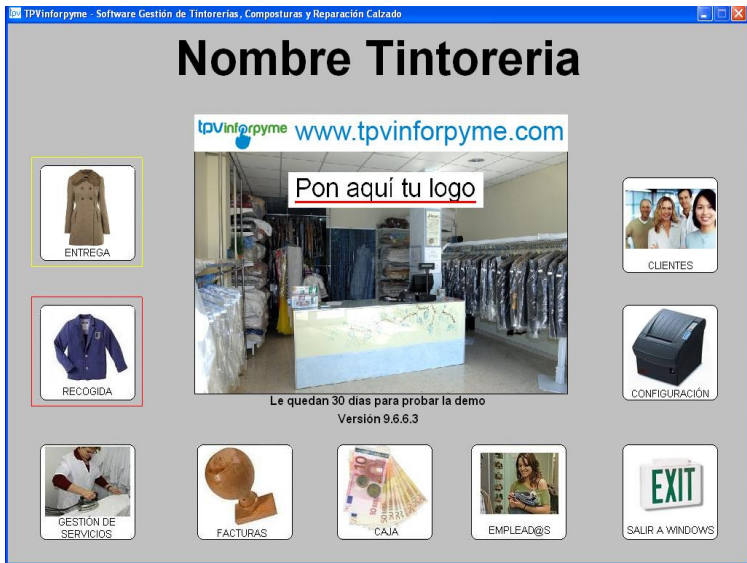 TPVinforpyme - Software Gestión de Tintorerías, Composturas y Reparación Calzado
Nombre Tintoreria
tpvinforpyme www.tpvinforpyme.com
Pon aquí tu logo
ENTREGA
CLIENTES
RECOGIDA
CONFIGURACIÓN
Le quedan 30 días para probar la demo
Versión 9.6.6.3
GESTIÓN DE
SERVICIOS
FACTURAS
CAJA
EMPLEAD@S
EXIT
SALIR A WINDOWS